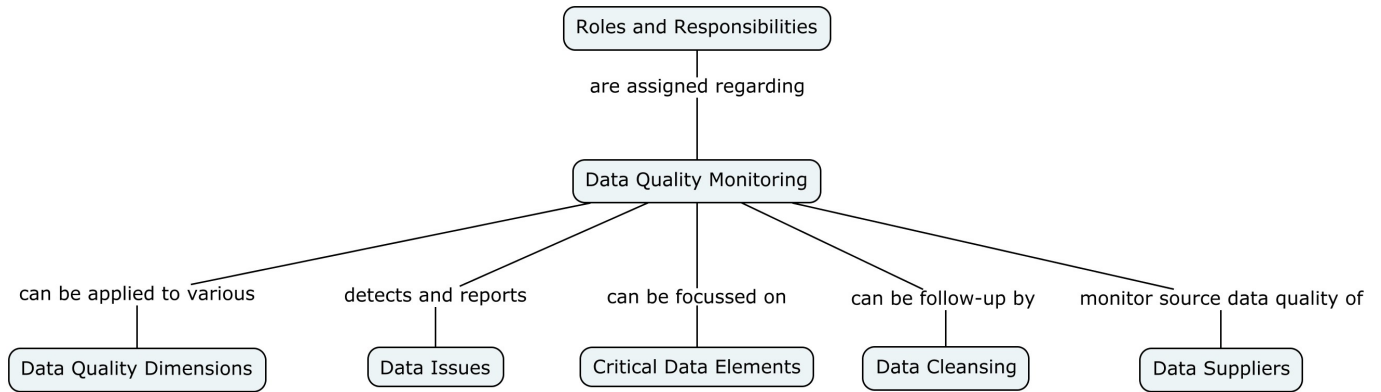 Roles and Responsibilities
are assigned regarding
Data Quality Monitoring
can be applied to various
detects and reports
can be focussed on
can be follow-up by
monitor source data quality of
Data Quality Dimensions
Data Issues
Critical Data Elements
Data Cleansing
Data Suppliers